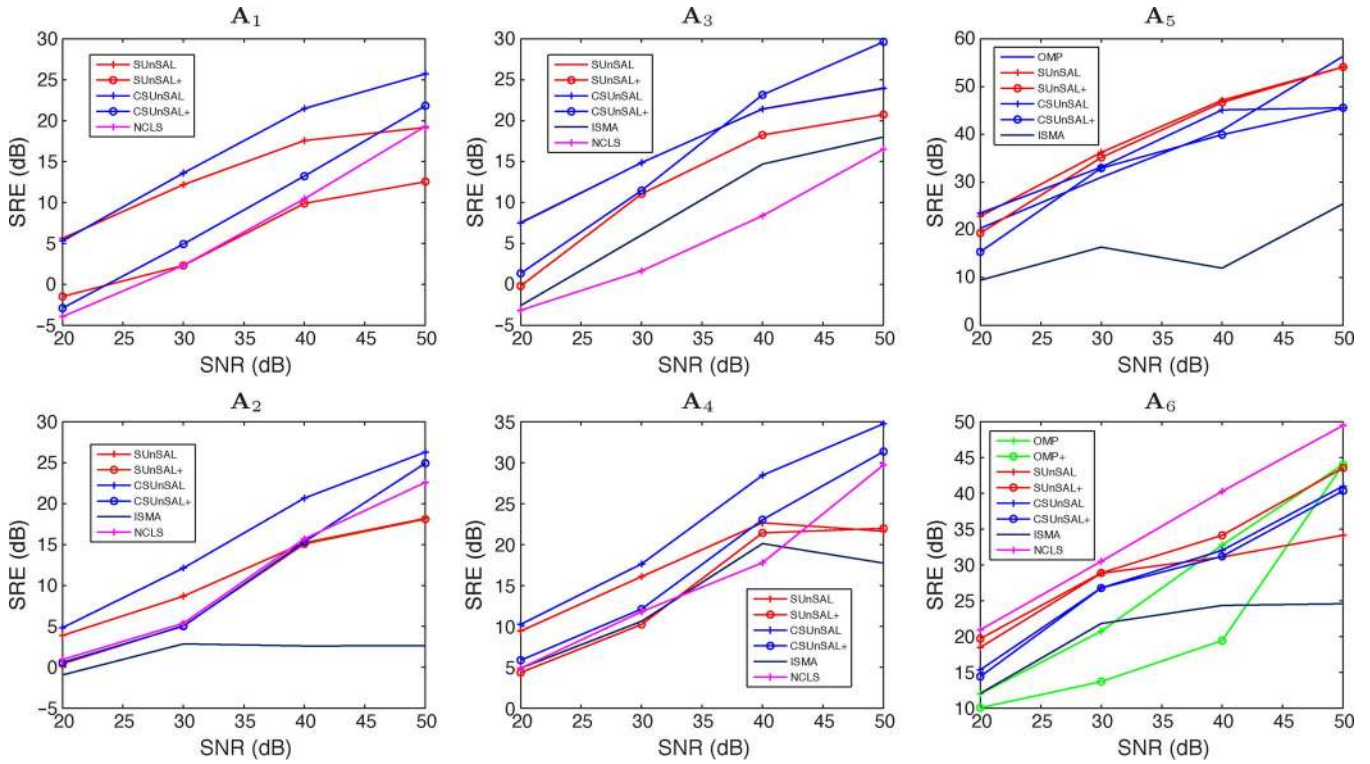 A1
30
25
20
15
10
5
0
−5
SRE (dB)
SUnSAL
SUnSAL+
CSUnSAL
CSUnSAL+
NCLS
20 25 30 35 40 45 50
SNR (dB)
A3
30
25
20
15
10
5
0
−5
SRE (dB)
SUnSAL
SUnSAL+
CSUnSAL
CSUnSAL+
ISMA
NCLS
20 25 30 35 40 45 50
SNR (dB)
A5
60
50
40
30
20
10
0
SRE (dB)
OMP
SUnSAL
SUnSAL+
CSUnSAL
CSUnSAL+
ISMA
20 25 30 35 40 45 50
SNR (dB)
A2
30
25
20
15
10
5
0
−5
SRE (dB)
SUnSAL
SUnSAL+
CSUnSAL
CSUnSAL+
ISMA
NCLS
20 25 30 35 40 45 50
SNR (dB)
A4
35
30
25
20
15
10
5
0
SRE (dB)
SUnSAL
SUnSAL+
CSUnSAL
CSUnSAL+
ISMA
NCLS
20 25 30 35 40 45 50
SNR (dB)
A6
50
45
40
35
30
25
20
15
10
SRE (dB)
OMP
OMP+
SUnSAL
SUnSAL+
CSUnSAL
CSUnSAL+
ISMA
NCLS
20 25 30 35 40 45 50
SNR (dB)